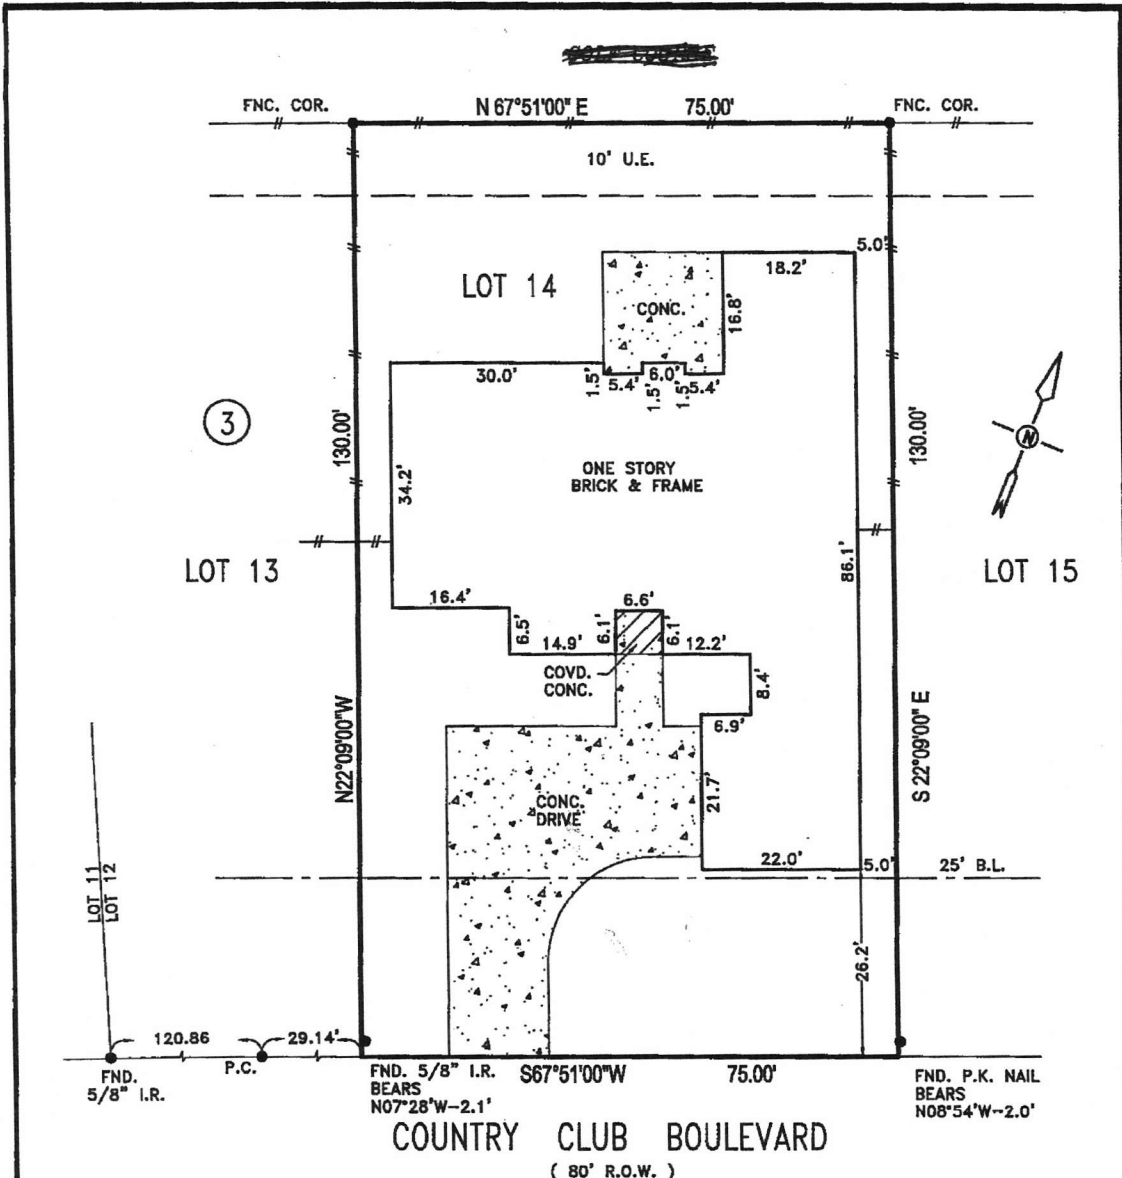 FNC. COR.
N 67°51'00" E 75.00'
FNC. COR.
10' U.E.
5.0'
18.2'
LOT 14
CONC.
16.8'
30.0'
1.5'
5.4'
6.0'
1.5'
1.5'
5.4'
3
130.00'
130.00'
N
34.2'
ONE STORY
BRICK & FRAME
LOT 13
LOT 15
86.1'
16.4'
6.6'
6.5'
14.9'
6.1'
6.1'
12.2'
COVD.
CONC.
8.4'
6.9'
N22°09'00"W
S 22°09'00" E
21.7'
CONC.
DRIVE
22.0'
5.0'
25' B.L.
LOT 11
LOT 12
26.2'
120.86
29.14'
P.C.
FND.
5/8" I.R.
FND. 5/8" I.R.
BEARS
N07°28'W-2.1'
S67°51'00"W 75.00'
FND. P.K. NAIL
BEARS
N08°54'W-2.0'
COUNTRY CLUB BOULEVARD
( 80' R.O.W. )